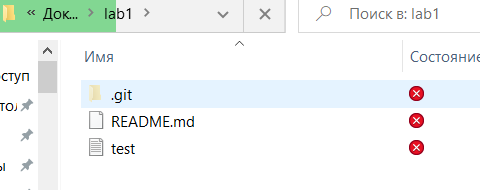 « Док... › lab1 ›
Поиск в: lab1
Имя
Состояние
.git
README.md
test